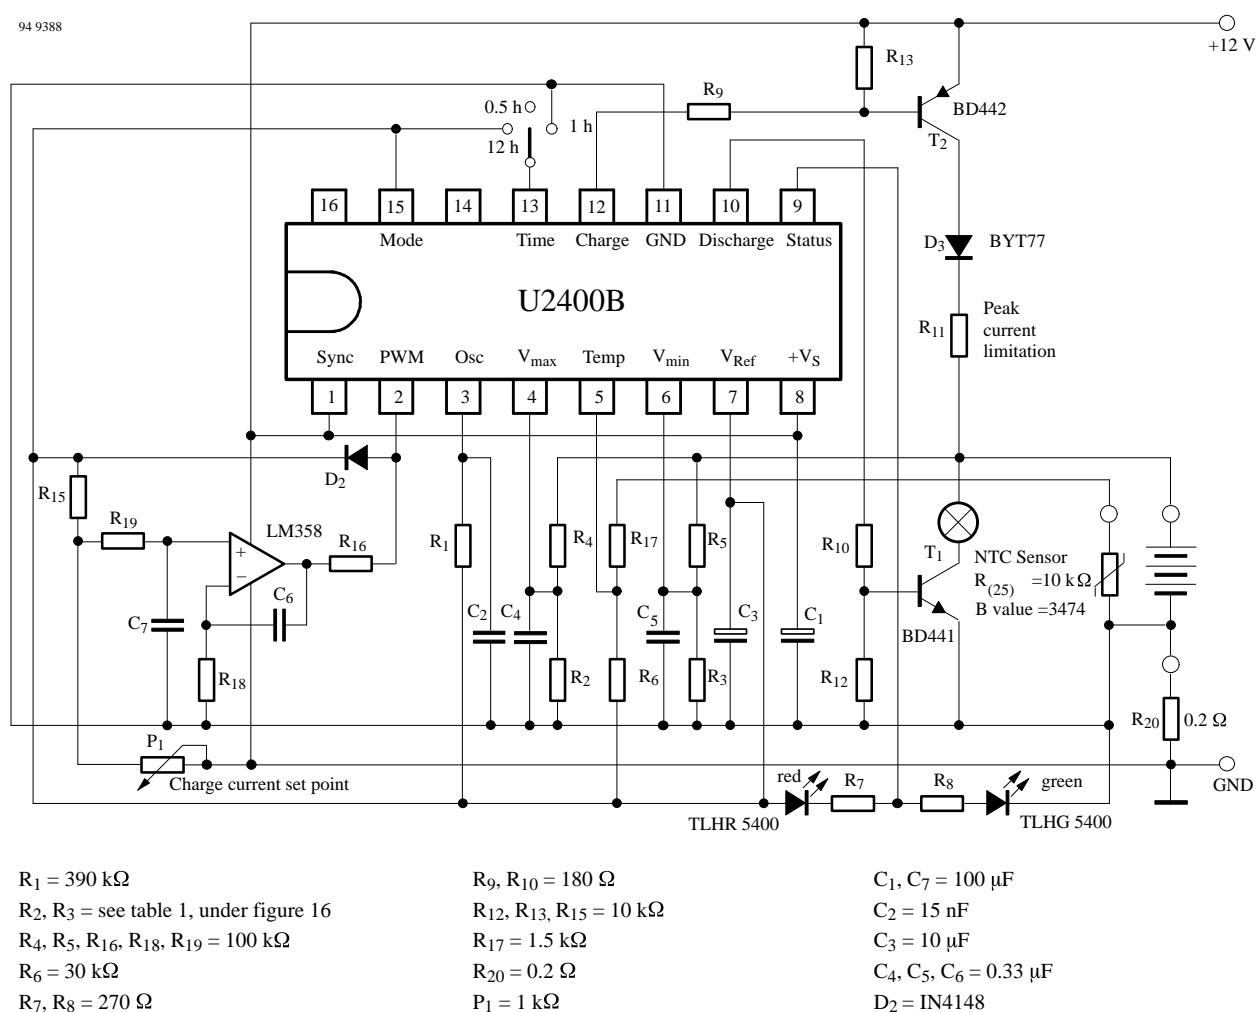 94 9388
+12 V
R13
R9
BD442
T2
0.5 h
1 h
12 h
16 15 14 13 12 11 10 9
Mode Time Charge GND Discharge Status
D3 BYT77
U2400B
R11
Peak
current
limitation
Sync PWM Osc Vmax Temp Vmin VRef +VS
1 2 3 4 5 6 7 8
D2
R15
R19
LM358
+
−
R16
R1
R4
R17
R5
R10
T1
NTC Sensor
R(25) =10 kΩ
B value =3474
BD441
C6
C7
C2
C4
C5
C3
C1
R18
R2
R6
R3
R12
R20
0.2 Ω
P1
Charge current set point
GND
red
R7
R8
green
TLHR 5400
TLHG 5400
R1 = 390 kΩ
R2, R3 = see table 1, under figure 16
R4, R5, R16, R18, R19 = 100 kΩ
R6 = 30 kΩ
R7, R8 = 270 Ω
R9, R10 = 180 Ω
R12, R13, R15 = 10 kΩ
R17 = 1.5 kΩ
R20 = 0.2 Ω
P1 = 1 kΩ
C1, C7 = 100 μF
C2 = 15 nF
C3 = 10 μF
C4, C5, C6 = 0.33 μF
D2 = IN4148